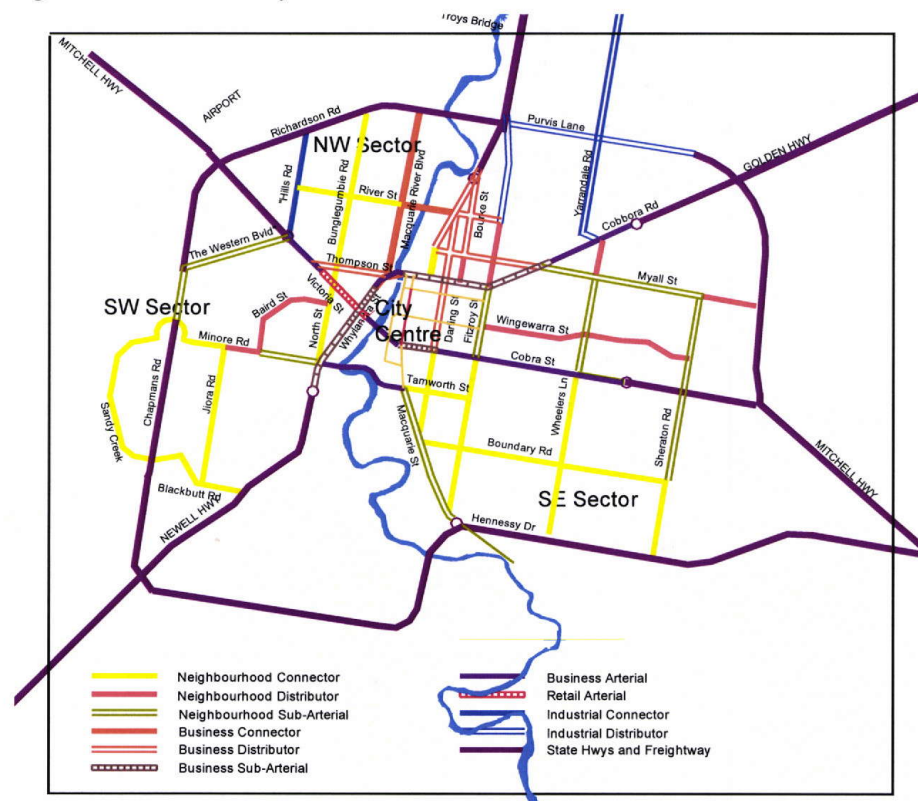 Troys Bridge
MITCHELL HWY
AIRPORT
Richardson Rd
NW Sector
Purvis Lane
GOLDEN HWY
"Hills Rd
Bunglegumbie Rd
River St
Macquarie River Blvd
Bourke St
Yarrandale Rd
Cobbora Rd
The Western Bvld
Thompson St
Myall St
SW Sector
Baird St
Victoria St
City
Centre
Darling St
Fitzroy St
Wingewarra St
Minore Rd
North St
Cobra St
Chapmans Rd
Jiora Rd
Tamworth St
Wheelers Ln
Sandy Creek
Macquarie St
Boundary Rd
Sheraton Rd
MITCHELL HWY
Blackbutt Rd
SE Sector
NEWELL HWY
Hennessy Dr
Neighbourhood Connector
Neighbourhood Distributor
Neighbourhood Sub-Arterial
Business Connector
Business Distributor
Business Sub-Arterial
Business Arterial
Retail Arterial
Industrial Connector
Industrial Distributor
State Hwys and Freightway